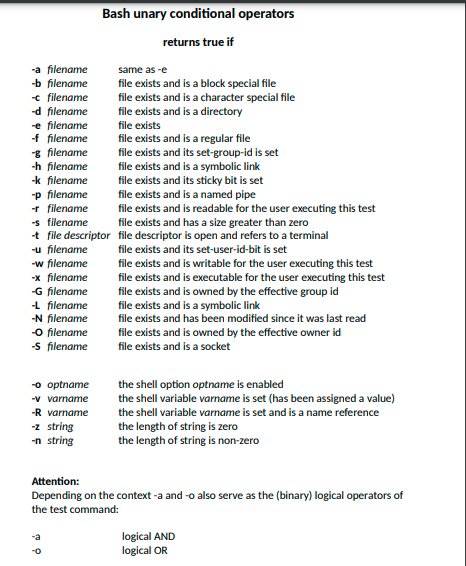 Bash unary conditional operators
returns true if
-a filename same as -e
-b filename file exists and is a block special file
-c filename file exists and is a character special file
-d filename file exists and is a directory
-e filename file exists
-f filename file exists and is a regular file
-g filename file exists and its set-group-id is set
-h filename file exists and is a symbolic link
-k filename file exists and its sticky bit is set
-p filename file exists and is a named pipe
-r filename file exists and is readable for the user executing this test
-s filename file exists and has a size greater than zero
-t file descriptor file descriptor is open and refers to a terminal
-u filename file exists and its set-user-id-bit is set
-w filename file exists and is writable for the user executing this test
-x filename file exists and is executable for the user executing this test
-G filename file exists and is owned by the effective group id
-L filename file exists and is a symbolic link
-N filename file exists and has been modified since it was last read
-O filename file exists and is owned by the effective owner id
-S filename file exists and is a socket
-o optname the shell option optname is enabled
-v varname the shell variable varname is set (has been assigned a value)
-R varname the shell variable varname is set and is a name reference
-z string the length of string is zero
-n string the length of string is non-zero
Attention:
Depending on the context -a and -o also serve as the (binary) logical operators of
the test command:
-a logical AND
-o logical OR